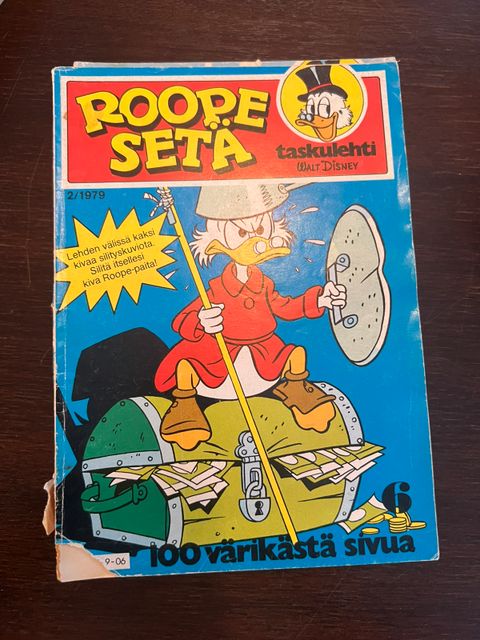 ROOPE
SETÄ
taskulehti
WALT DISNEY
2/1979
Lehden välissä kaksi
kivaa silityskuviota.
Silitä itsellesi
kiva Roope-paita!
6
100 värikästä sivua
9-06